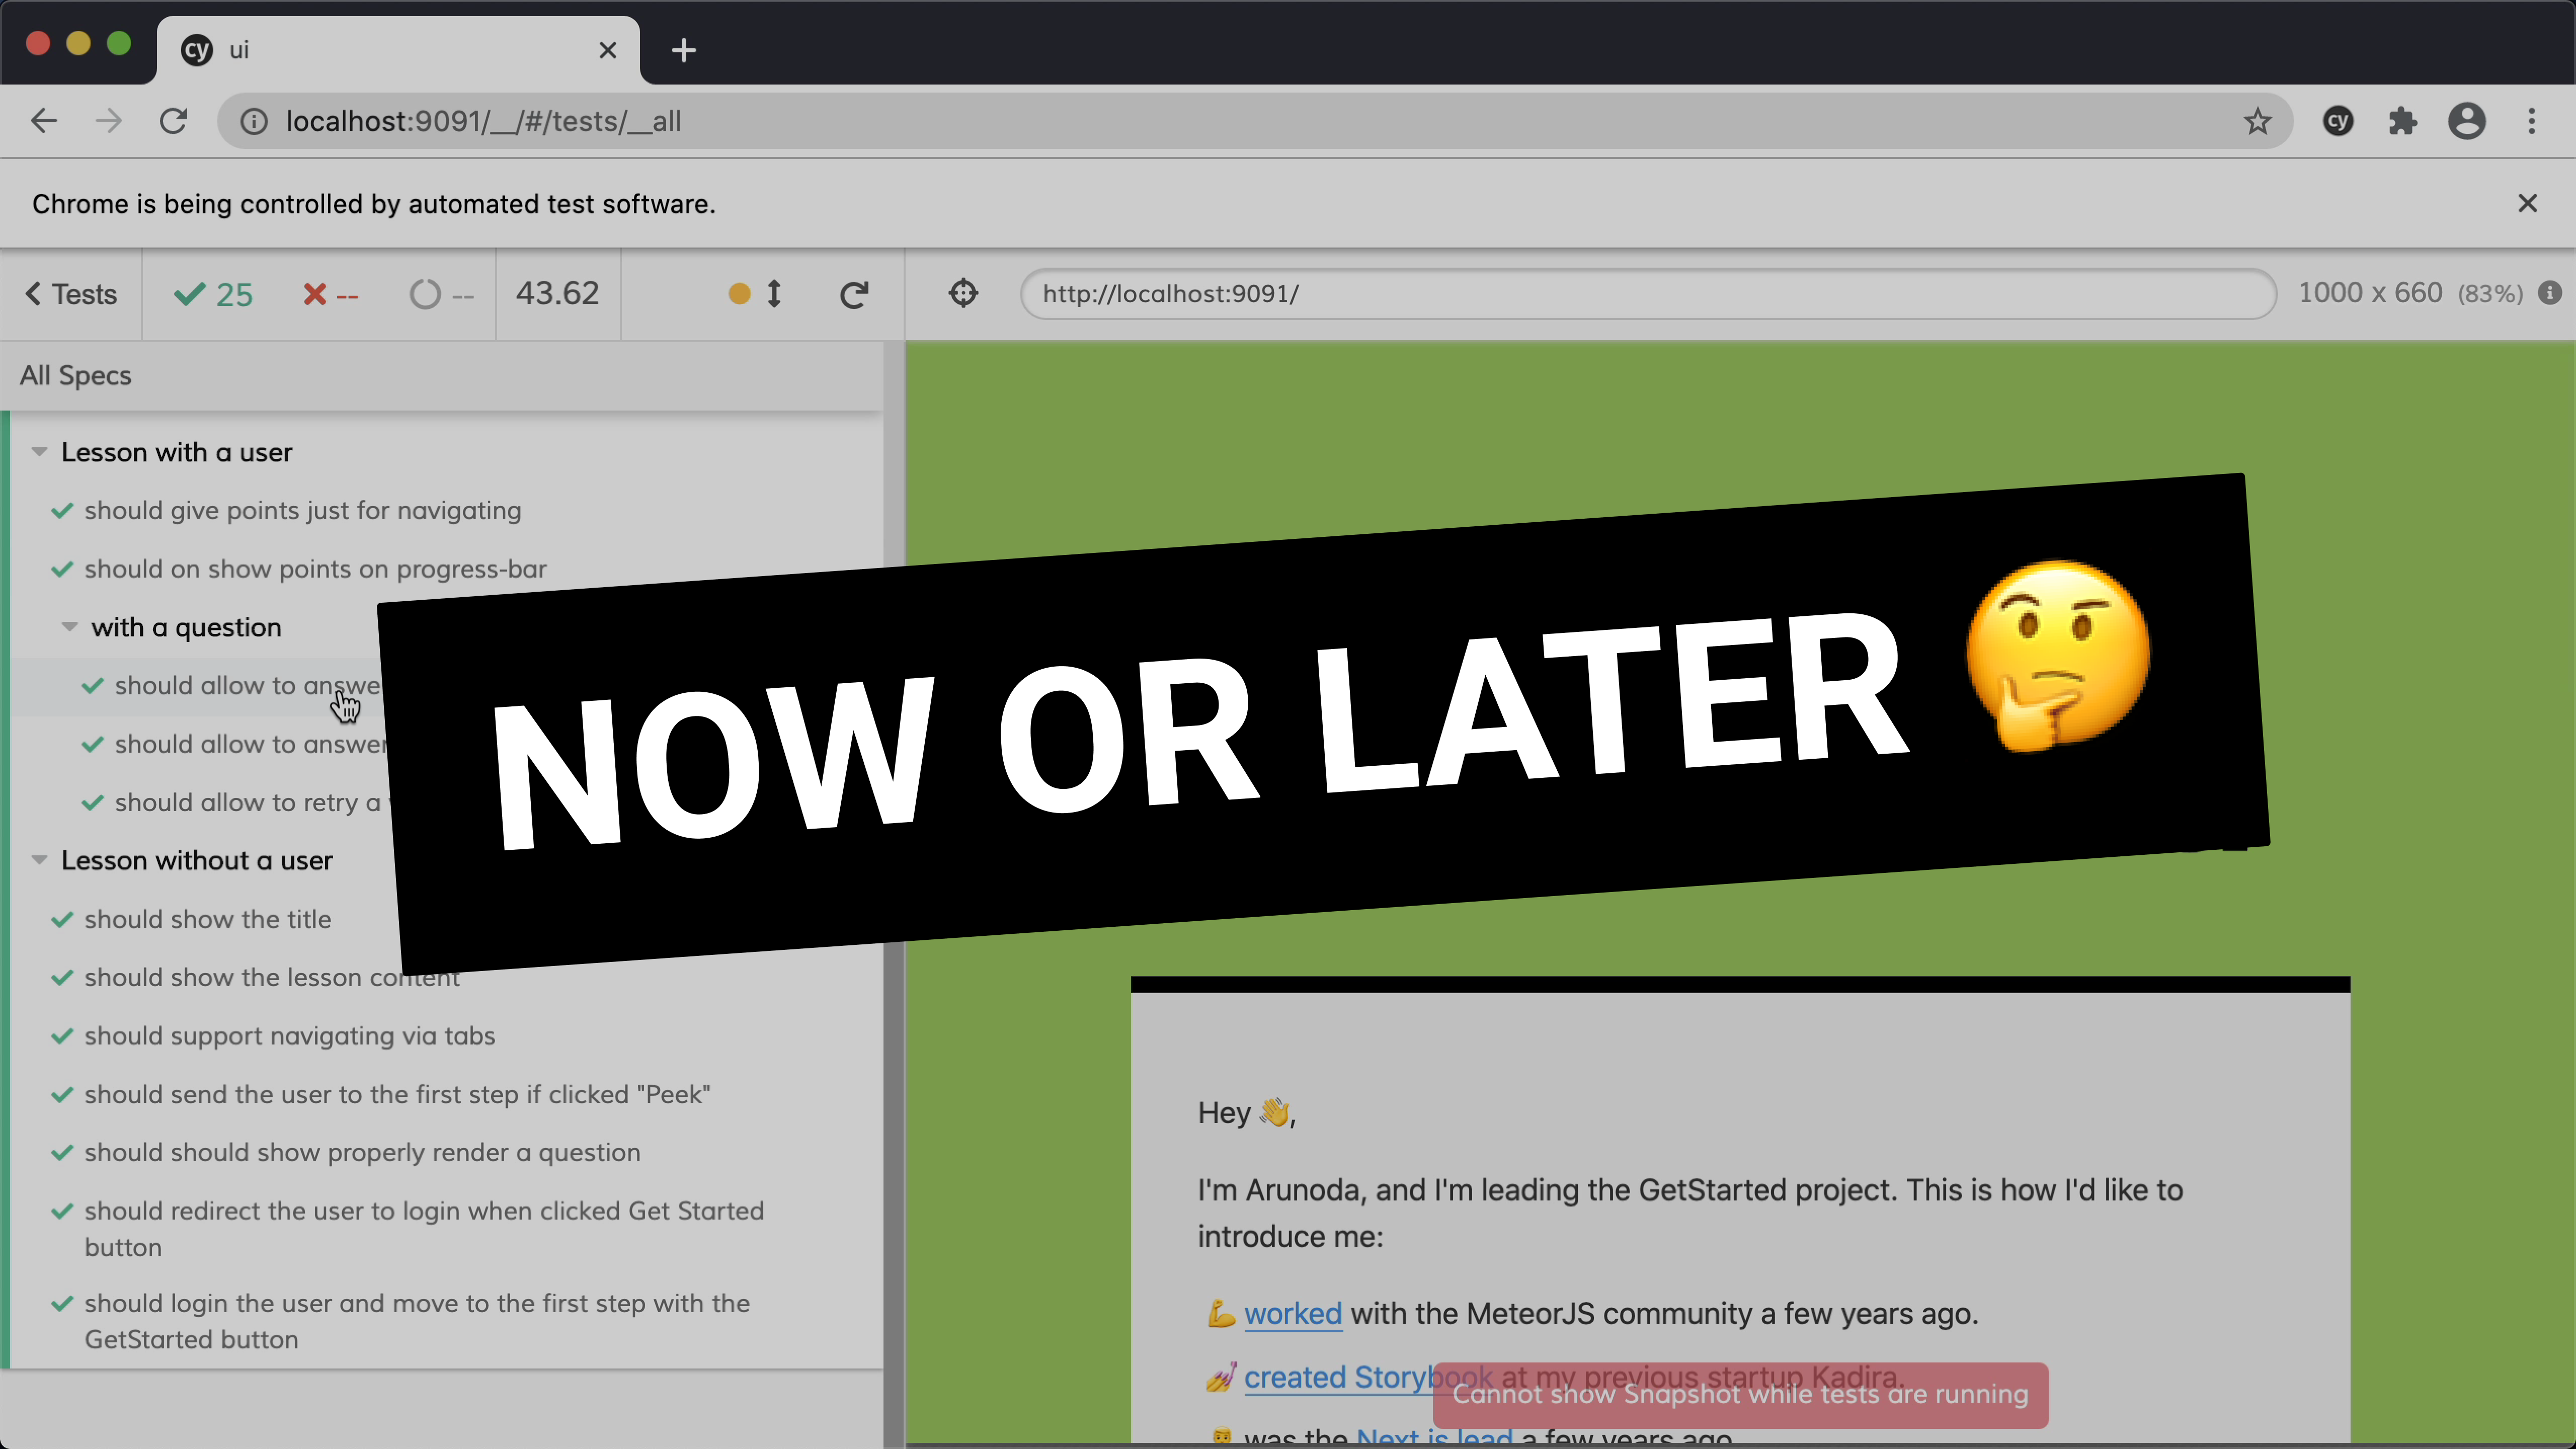 cy ui
localhost:9091/__/#/tests/__all
cy
Chrome is being controlled by automated test software.
Tests
25
--
--
43.62
http://localhost:9091/
1000 x 660 (83%)
All Specs
Lesson with a user
should give points just for navigating
should on show points on progress-bar
with a question
should allow to
should allow to
should allow to retry a
NOW OR LATER 🤔
Lesson without a user
should show the title
should show the lesson content
should support navigating via tabs
should send the user to the first step if clicked "Peek"
should should show properly render a question
should redirect the user to login when clicked Get Started
button
should login the user and move to the first step with the
GetStarted button
Hey 👋,
I'm Arunoda, and I'm leading the GetStarted project. This is how I'd like to
introduce me:
💪 worked with the MeteorJS community a few years ago.
💅 created Storybook at my previous startup Kadira.
Cannot show Snapshot while tests are running
was the Next.js lead a few years ago